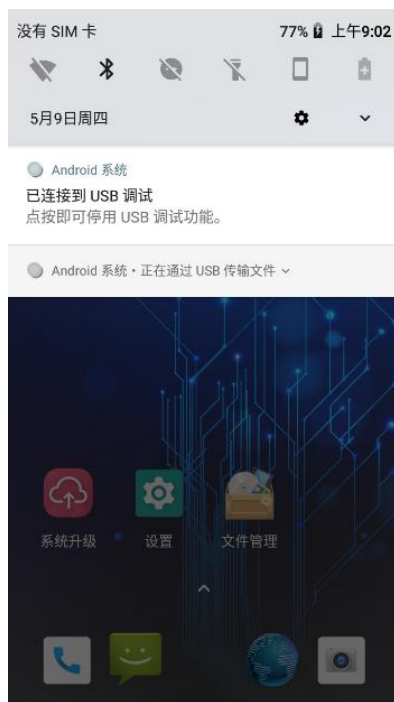 没有 SIM 卡 77% 上午9:02
5月9日周四
Android 系统
已连接到 USB 调试
点按即可停用 USB 调试功能。
Android 系统 • 正在通过 USB 传输文件
系统升级 设置 文件管理